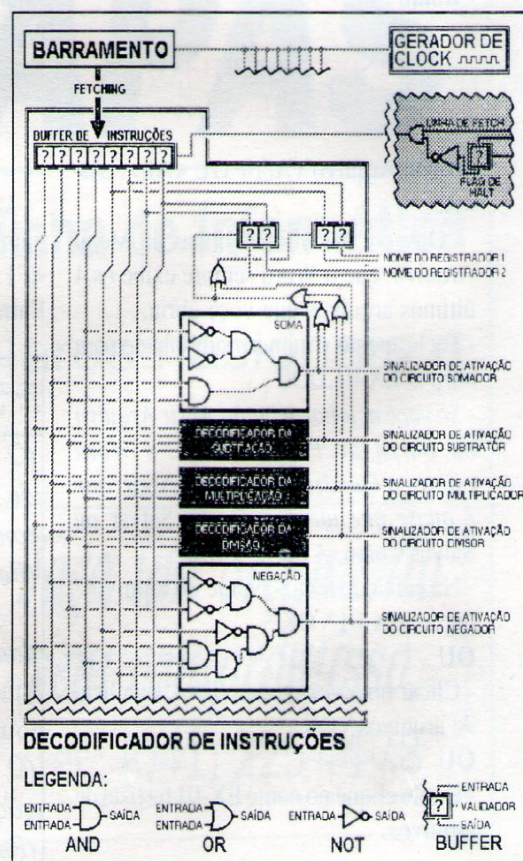 BARRAMENTO
GERADOR DE
CLOCK
FETCHING
BUFFER DE INSTRUÇÕES
? ? ? ? ? ? ? ?
LINHA DE FETCH
FLAG DE
HALT
? ?
? ?
NOME DO REGISTRADOR 1
NOME DO REGISTRADOR 2
SOMA
SINALIZADOR DE ATIVAÇÃO
DO CIRCUITO SOMADOR
DECODIFICADOR DA
SUBTRAÇÃO
SINALIZADOR DE ATIVAÇÃO
DO CIRCUITO SUBTRATOR
DECODIFICADOR DA
MULTIPLICAÇÃO
SINALIZADOR DE ATIVAÇÃO
DO CIRCUITO MULTIPLICADOR
DECODIFICADOR DA
DIVISÃO
SINALIZADOR DE ATIVAÇÃO
DO CIRCUITO DIVISOR
NEGAÇÃO
SINALIZADOR DE ATIVAÇÃO
DO CIRCUITO NEGADOR
DECODIFICADOR DE INSTRUÇÕES
LEGENDA:
ENTRADA
ENTRADA
SAÍDA
AND
ENTRADA
ENTRADA
SAÍDA
OR
ENTRADA
SAÍDA
NOT
ENTRADA
?
VALIDADOR
SAÍDA
BUFFER